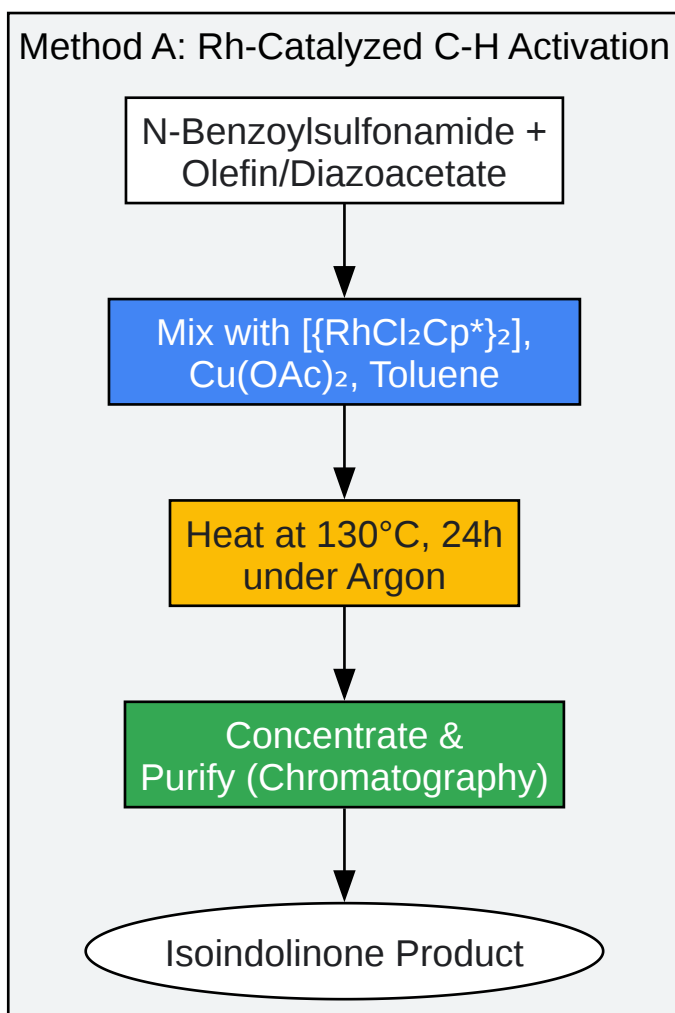 Method A: Rh-Catalyzed C-H Activation
N-Benzoylsulfonamide +
Olefin/Diazoacetate
Mix with [{RhCl₂Cp*}₂],
Cu(OAc)₂, Toluene
Heat at 130°C, 24h
under Argon
Concentrate &
Purify (Chromatography)
Isoindolinone Product